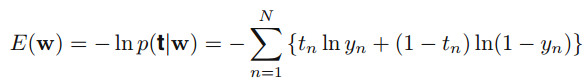 E(w) = − ln p(t|w) = − ∑_{n=1}^{N} {t_n ln y_n + (1 − t_n) ln(1 − y_n)}